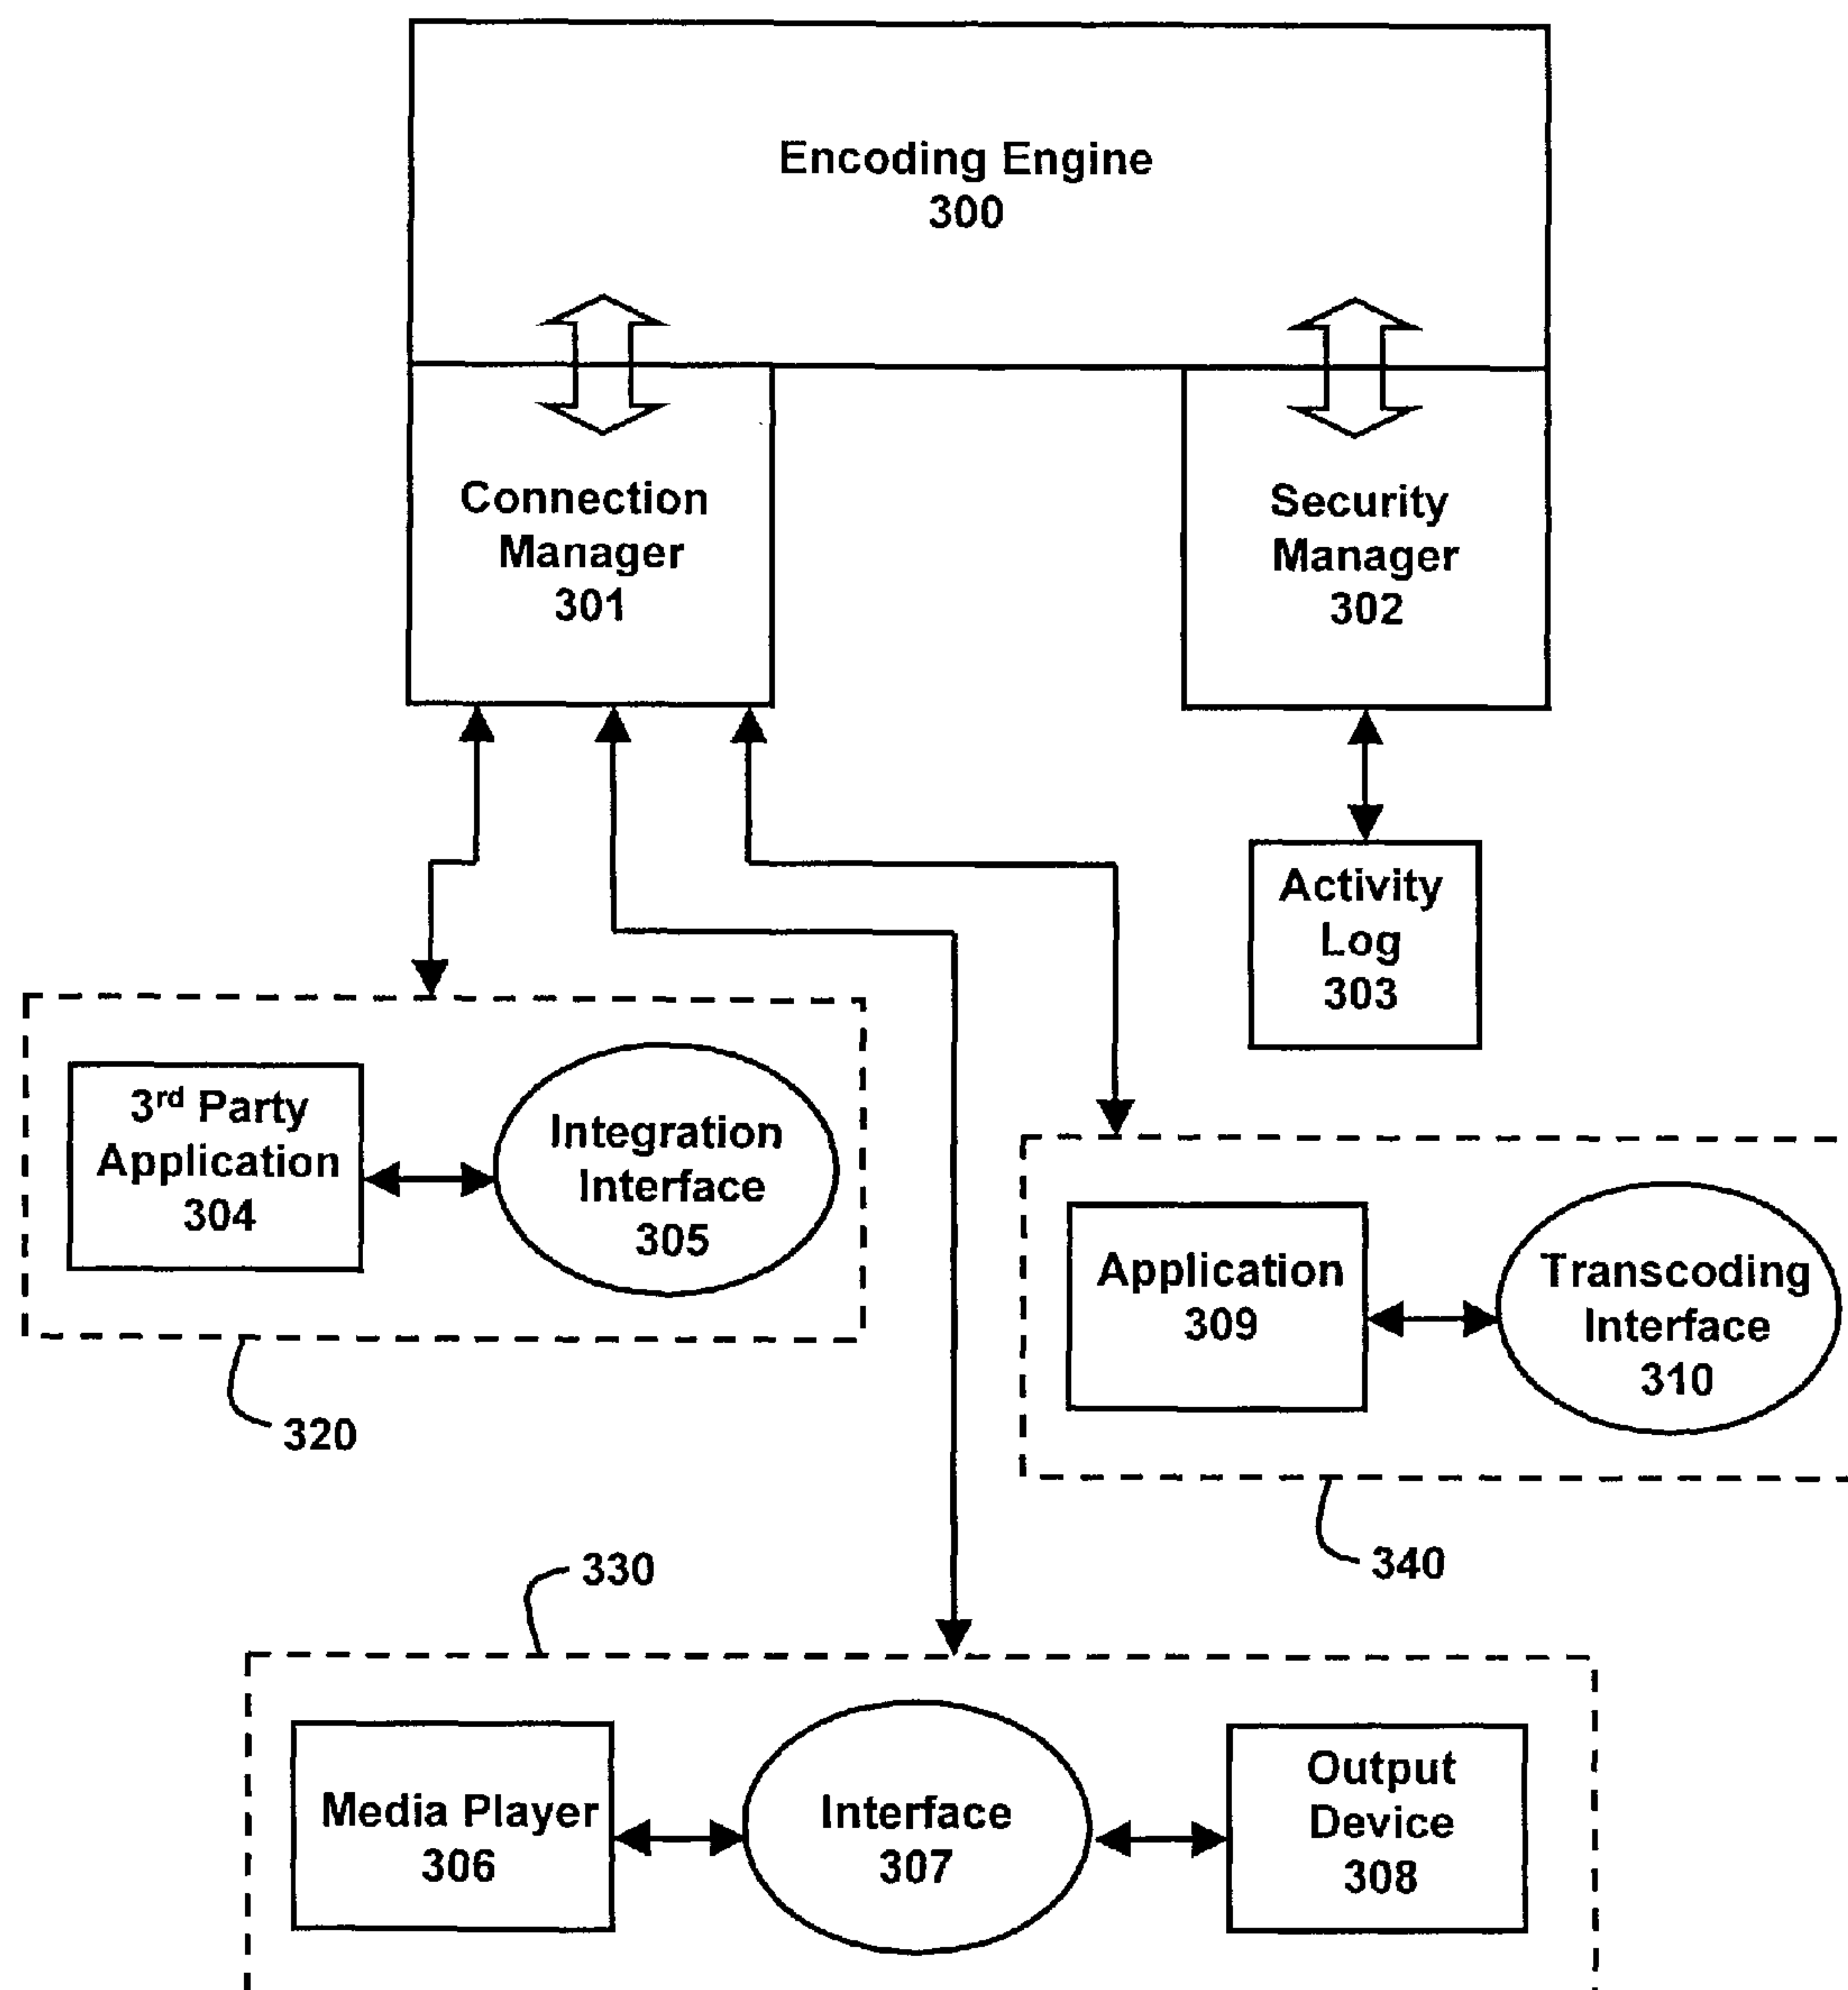 Encoding Engine
300
Connection
Manager
301
Security
Manager
302
Activity
Log
303
3rd Party
Application
304
Integration
Interface
305
320
Application
309
Transcoding
Interface
310
340
330
Media Player
306
Interface
307
Output
Device
308